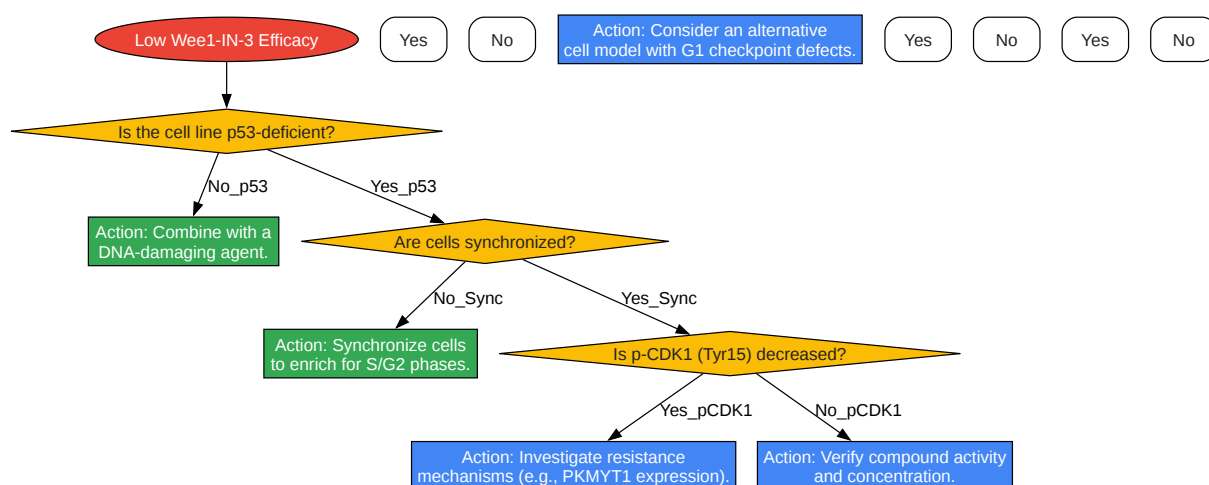 Low Wee1-IN-3 Efficacy
Yes
No
Action: Consider an alternative
cell model with G1 checkpoint defects.
Yes
No
Yes
No
Is the cell line p53-deficient?
No_p53
Yes_p53
Action: Combine with a
DNA-damaging agent.
Are cells synchronized?
No_Sync
Yes_Sync
Action: Synchronize cells
to enrich for S/G2 phases.
Is p-CDK1 (Tyr15) decreased?
Yes_pCDK1
No_pCDK1
Action: Investigate resistance
mechanisms (e.g., PKMYT1 expression).
Action: Verify compound activity
and concentration.